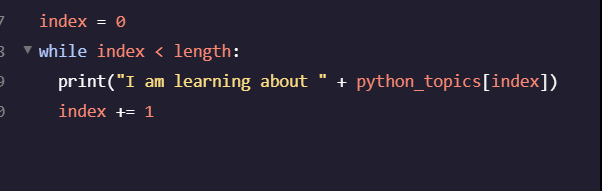 index = 0
while index < length:
print("I am learning about " + python_topics[index])
index += 1